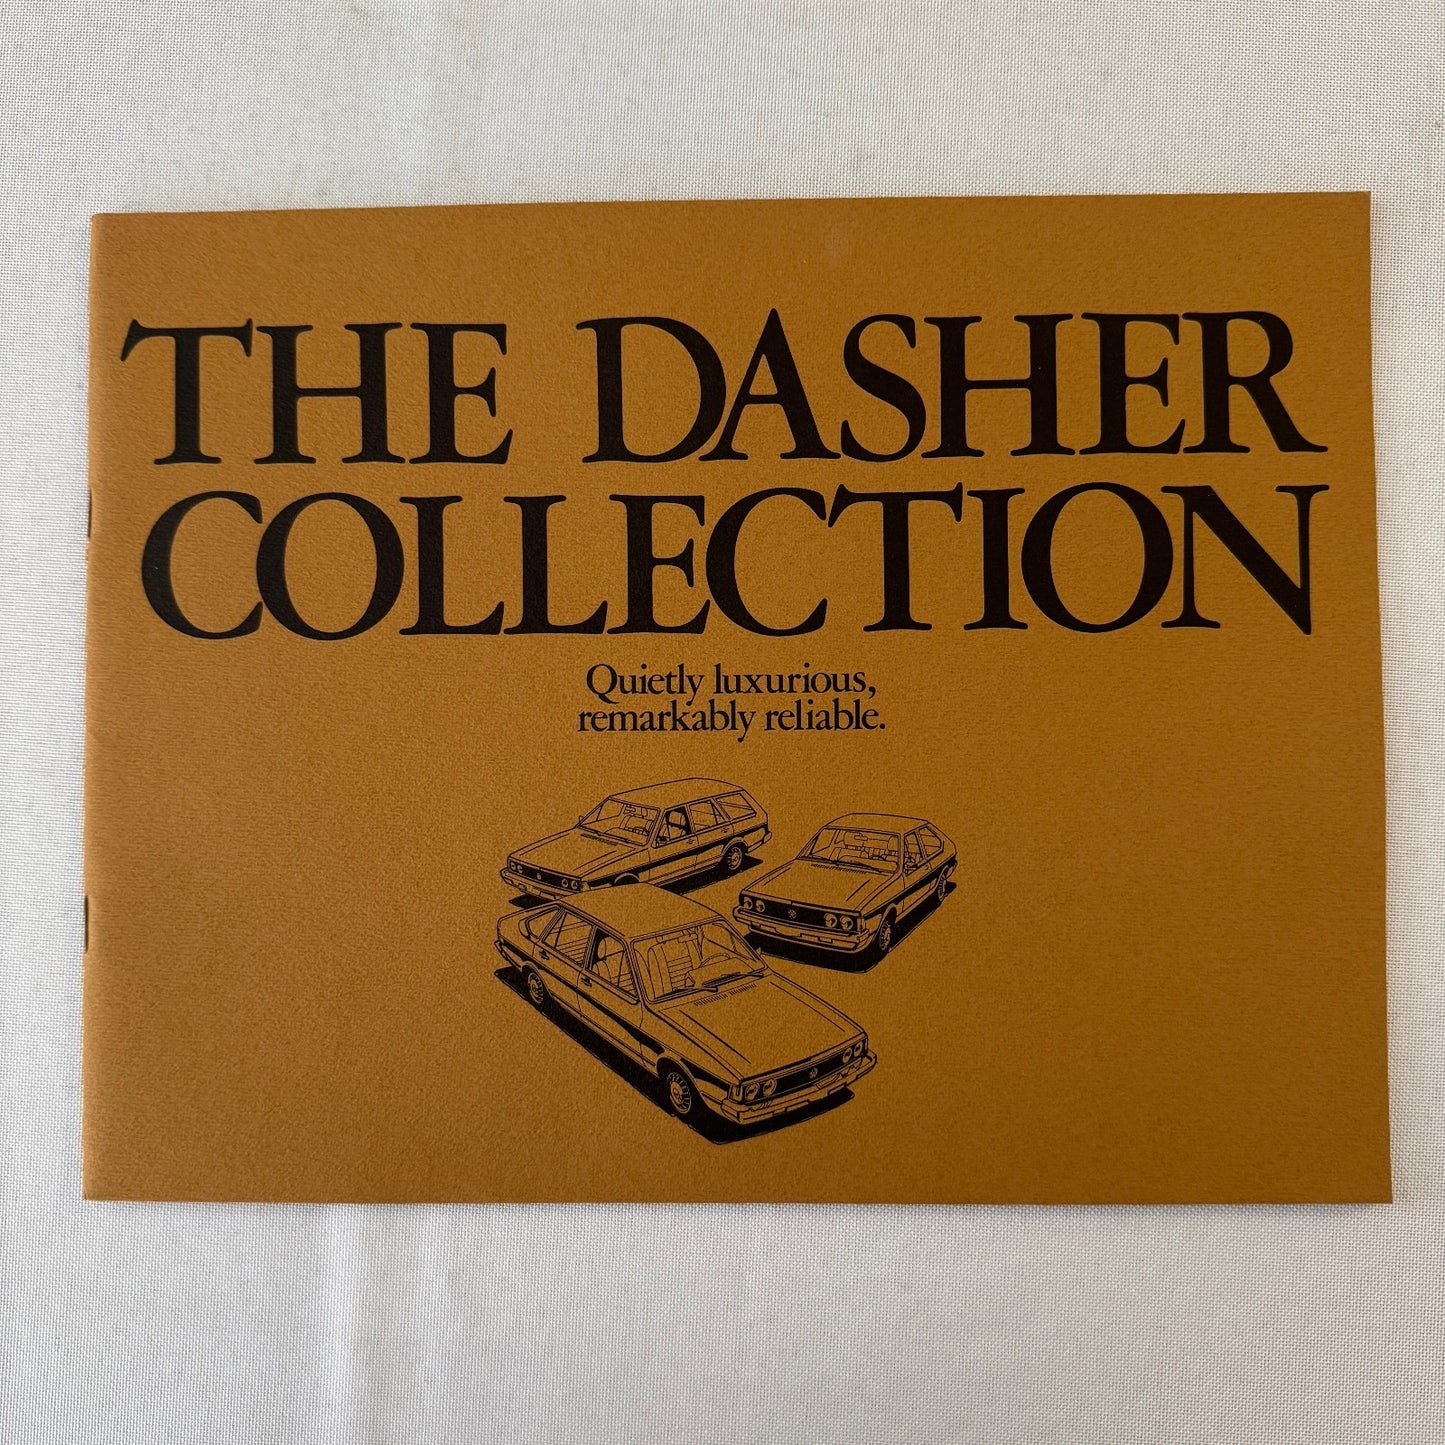 THE DASHER
COLLECTION
Quietly luxurious,
remarkably reliable.